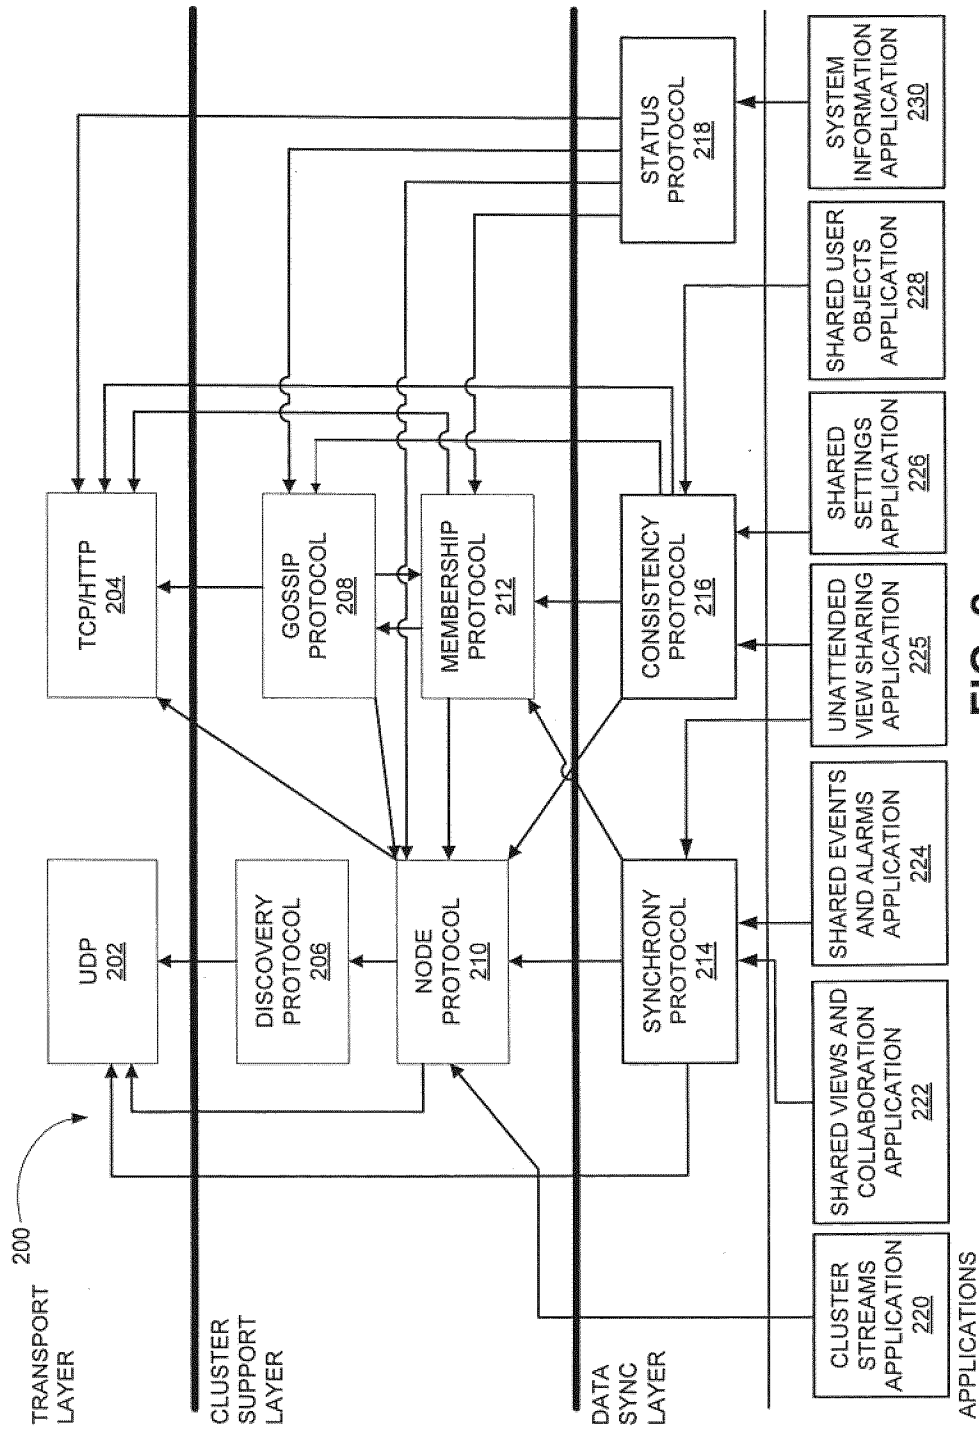 200
TRANSPORT
LAYER
UDP
202
TCP/HTTP
204
CLUSTER
SUPPORT
LAYER
DISCOVERY
PROTOCOL
206
GOSSIP
PROTOCOL
208
NODE
PROTOCOL
210
MEMBERSHIP
PROTOCOL
212
DATA
SYNC
LAYER
SYNCHRONY
PROTOCOL
214
CONSISTENCY
PROTOCOL
216
STATUS
PROTOCOL
218
CLUSTER
STREAMS
APPLICATION
220
SHARED VIEWS AND
COLLABORATION
APPLICATION
222
SHARED EVENTS
AND ALARMS
APPLICATION
224
UNATTENDED
VIEW SHARING
APPLICATION
225
SHARED
SETTINGS
APPLICATION
226
SHARED USER
OBJECTS
APPLICATION
228
SYSTEM
INFORMATION
APPLICATION
230
APPLICATIONS